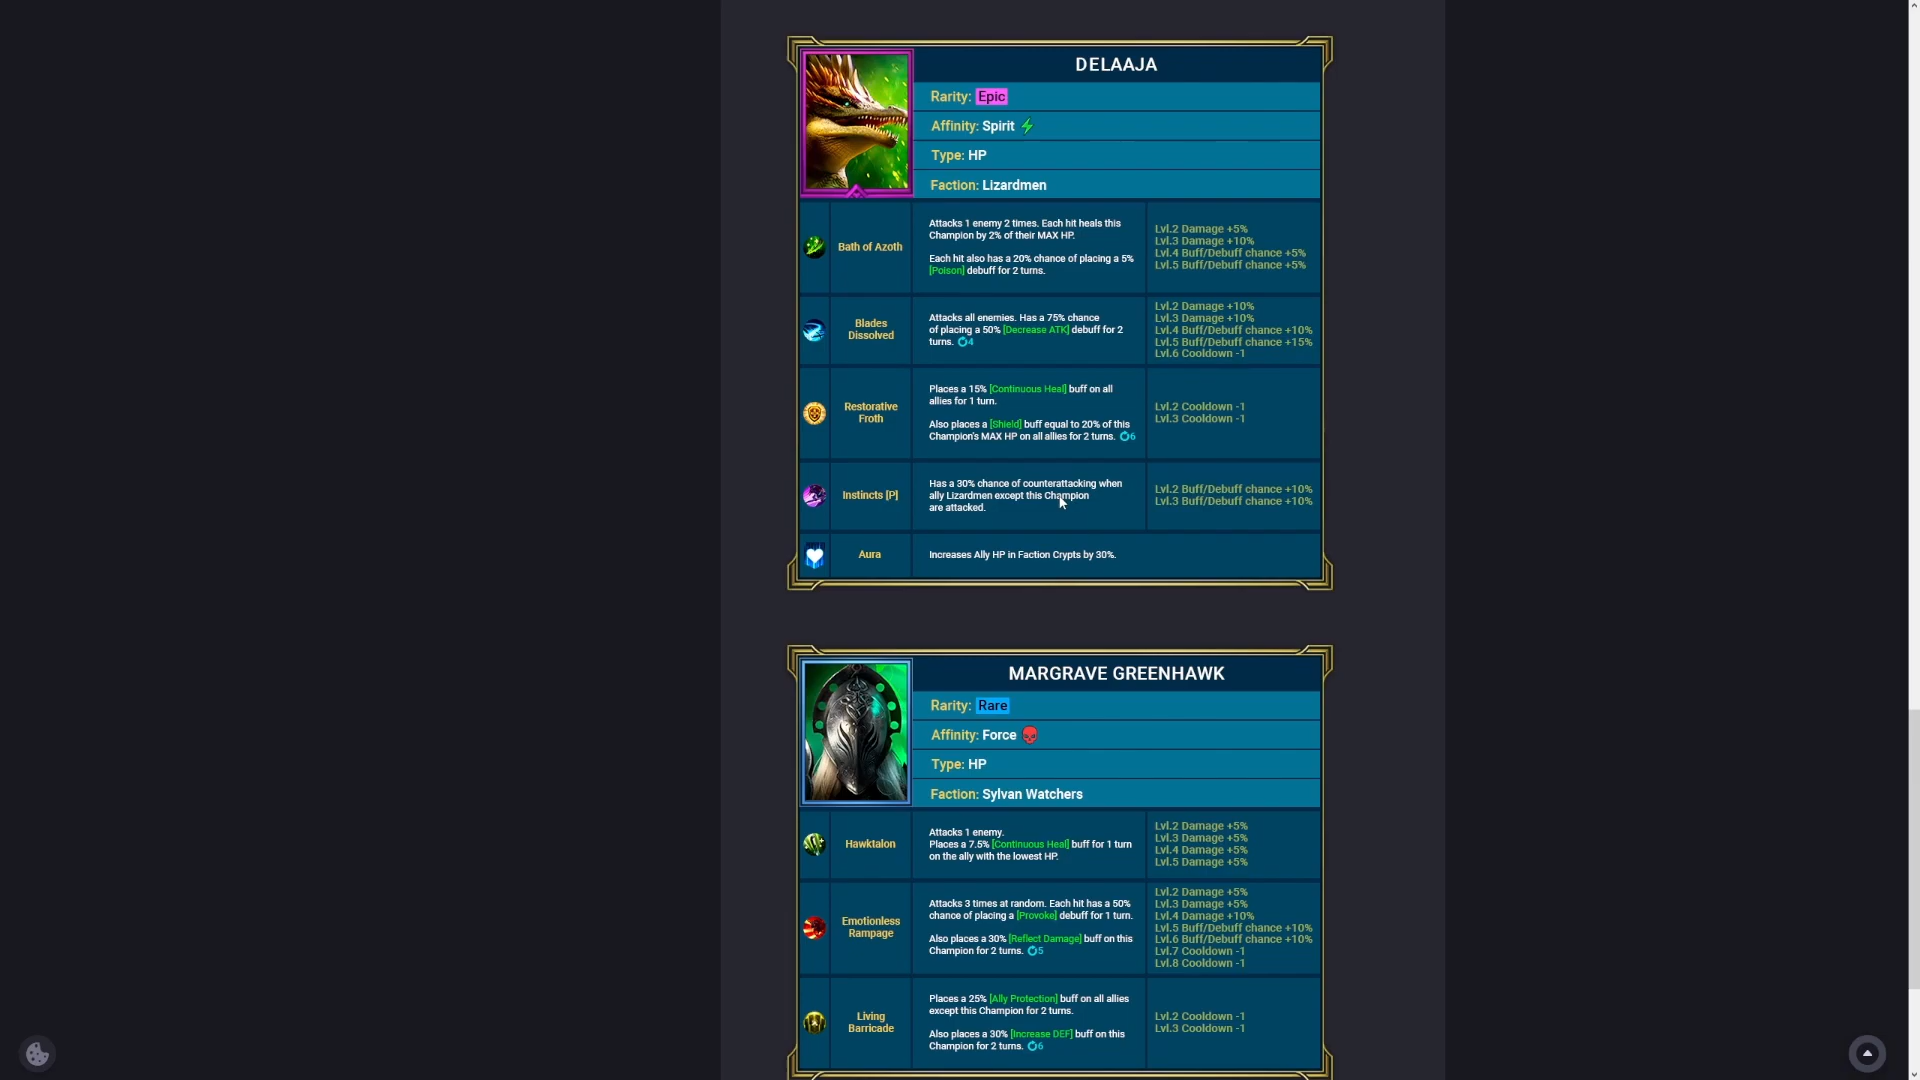 DELAAJA
Rarity: Epic
Affinity: Spirit
Type: HP
Faction: Lizardmen
Bath of Azoth
Attacks 1 enemy 2 times. Each hit heals this
Champion by 2% of their MAX HP.
Each hit also has a 20% chance of placing a 5%
[Poison] debuff for 2 turns.
Lvl.2 Damage +5%
Lvl.3 Damage +10%
Lvl.4 Buff/Debuff chance +5%
Lvl.5 Buff/Debuff chance +5%
Blades
Dissolved
Attacks all enemies. Has a 75% chance
of placing a 50% [Decrease ATK] debuff for 2
turns. 4
Lvl.2 Damage +10%
Lvl.3 Damage +10%
Lvl.4 Buff/Debuff chance +10%
Lvl.5 Buff/Debuff chance +15%
Lvl.6 Cooldown -1
Restorative
Froth
Places a 15% [Continuous Heal] buff on all
allies for 1 turn.
Also places a [Shield] buff equal to 20% of this
Champion's MAX HP on all allies for 2 turns. 6
Lvl.2 Cooldown -1
Lvl.3 Cooldown -1
Instincts [P]
Has a 30% chance of counterattacking when
ally Lizardmen except this Champion
are attacked.
Lvl.2 Buff/Debuff chance +10%
Lvl.3 Buff/Debuff chance +10%
Aura
Increases Ally HP in Faction Crypts by 30%.
MARGRAVE GREENHAWK
Rarity: Rare
Affinity: Force
Type: HP
Faction: Sylvan Watchers
Hawktalon
Attacks 1 enemy.
Places a 7.5% [Continuous Heal] buff for 1 turn
on the ally with the lowest HP.
Lvl.2 Damage +5%
Lvl.3 Damage +5%
Lvl.4 Damage +5%
Lvl.5 Damage +5%
Emotionless
Rampage
Attacks 3 times at random. Each hit has a 50%
chance of placing a [Provoke] debuff for 1 turn.
Also places a 30% [Reflect Damage] buff on this
Champion for 2 turns. 5
Lvl.2 Damage +5%
Lvl.3 Damage +5%
Lvl.4 Damage +10%
Lvl.5 Buff/Debuff chance +10%
Lvl.6 Buff/Debuff chance +10%
Lvl.7 Cooldown -1
Lvl.8 Cooldown -1
Living
Barricade
Places a 25% [Ally Protection] buff on all allies
except this Champion for 2 turns.
Also places a 30% [Increase DEF] buff on this
Champion for 2 turns. 6
Lvl.2 Cooldown -1
Lvl.3 Cooldown -1